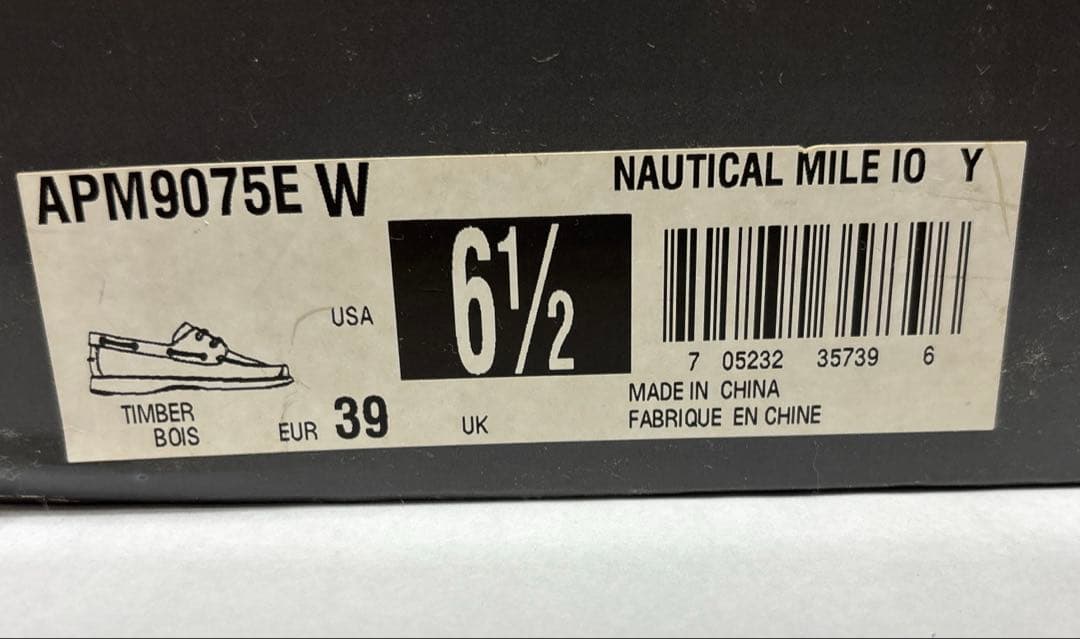 APM9075E W
NAUTICAL MILE IO Y
USA
6½
7 05232 35739 6
MADE IN CHINA
FABRIQUE EN CHINE
TIMBER
BOIS
EUR 39
UK